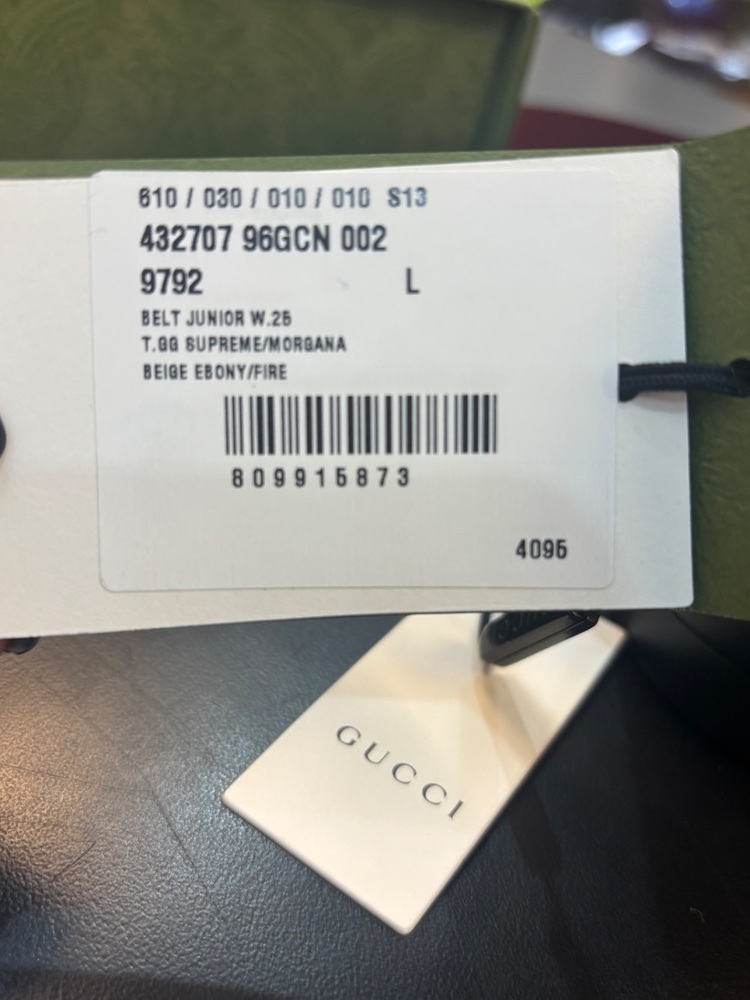 610 / 030 / 010 / 010 S13
432707 96GCN 002
9792 L
BELT JUNIOR W.25
T.GG SUPREME/MORGANA
BEIGE EBONY/FIRE
809915873
4095
GUCCI